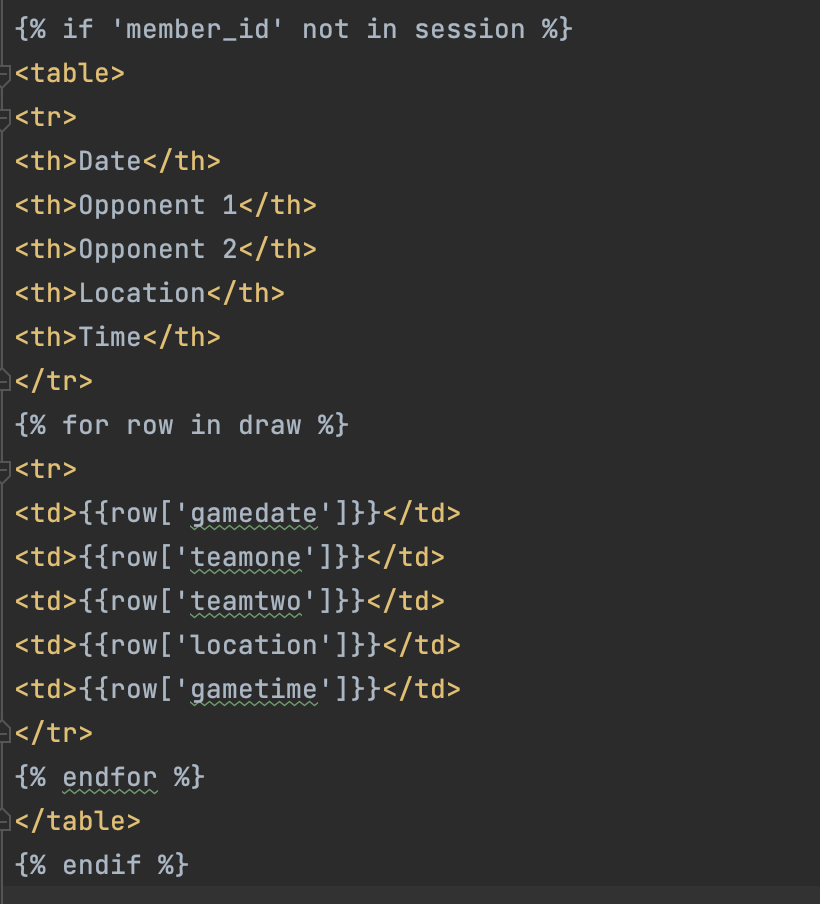 {% if 'member_id' not in session %}
<table>
<tr>
<th>Date</th>
<th>Opponent 1</th>
<th>Opponent 2</th>
<th>Location</th>
<th>Time</th>
</tr>
{% for row in draw %}
<tr>
<td>{{row['gamedate']}}</td>
<td>{{row['teamone']}}</td>
<td>{{row['teamtwo']}}</td>
<td>{{row['location']}}</td>
<td>{{row['gametime']}}</td>
</tr>
{% endfor %}
</table>
{% endif %}